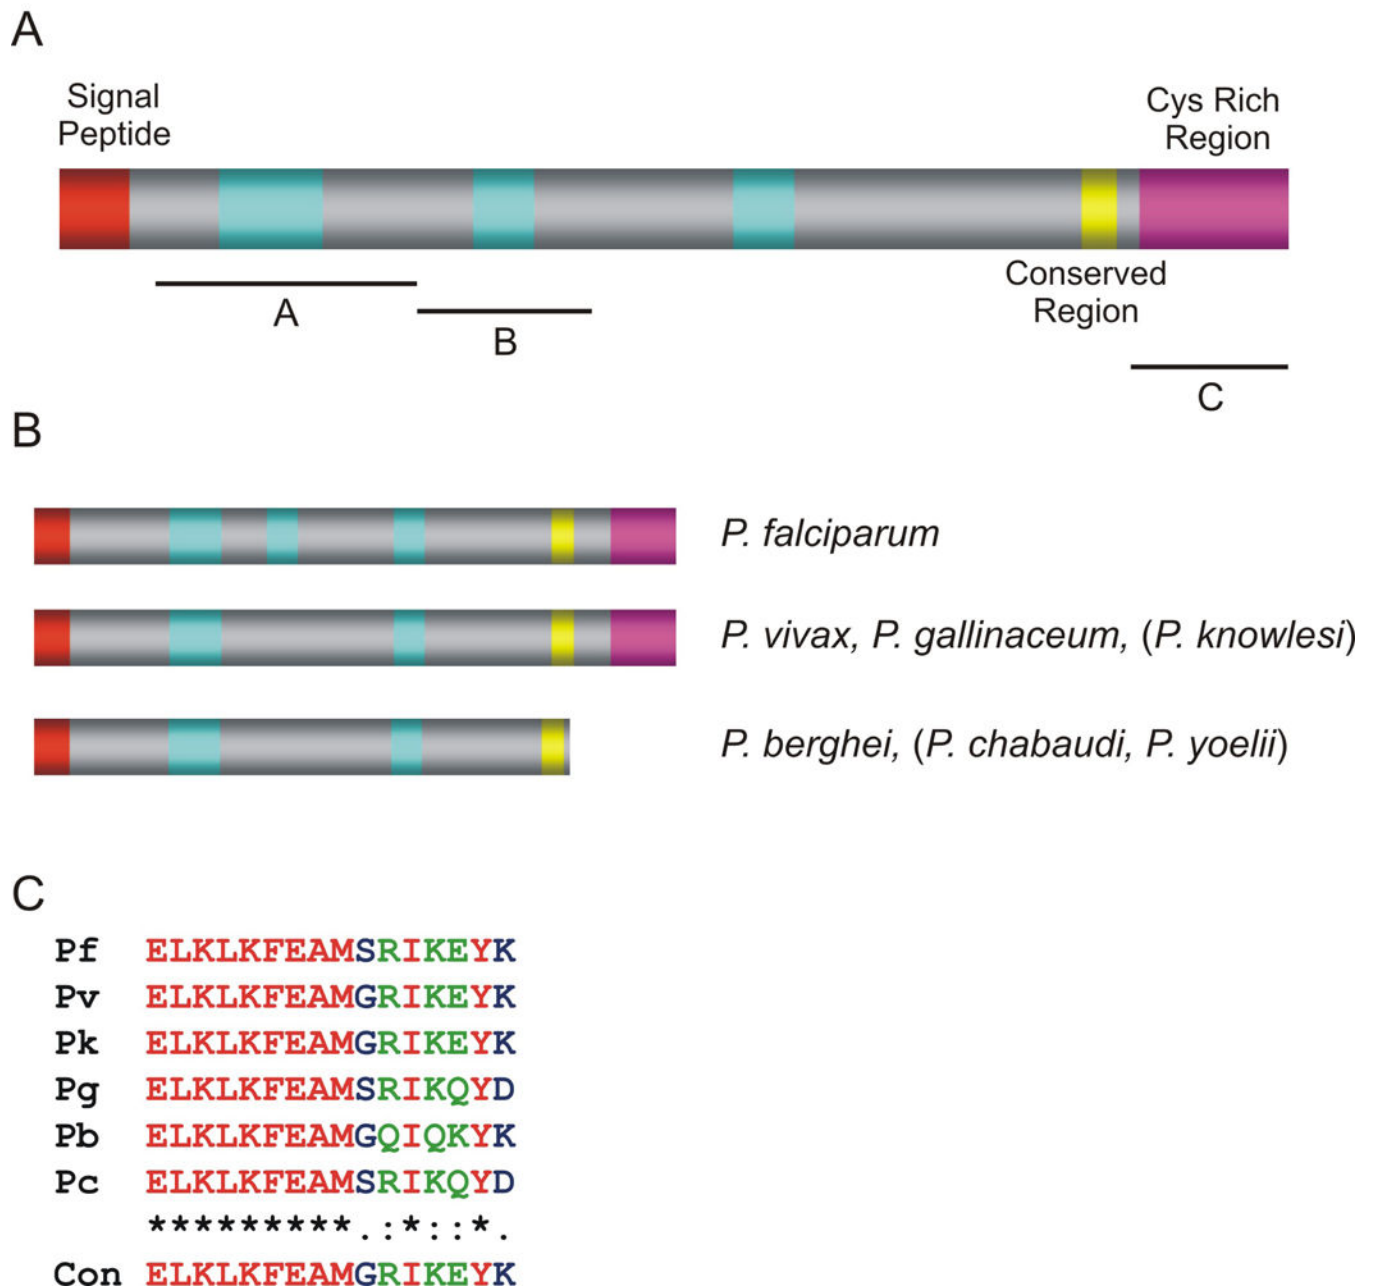 A
Signal
Peptide
Cys Rich
Region
Conserved
Region
A
B
C
B
P. falciparum
P. vivax, P. gallinaceum, (P. knowlesi)
P. berghei, (P. chabaudi, P. yoelii)
C
Pf ELKLKFEAMSRIKEYK
Pv ELKLKFEAMGRIKEYK
Pk ELKLKFEAMGRIKEYK
Pg ELKLKFEAMSRIKQYD
Pb ELKLKFEAMGQIQKYK
Pc ELKLKFEAMSRIKQYD
*********.:*::*.
Con ELKLKFEAMGRIKEYK